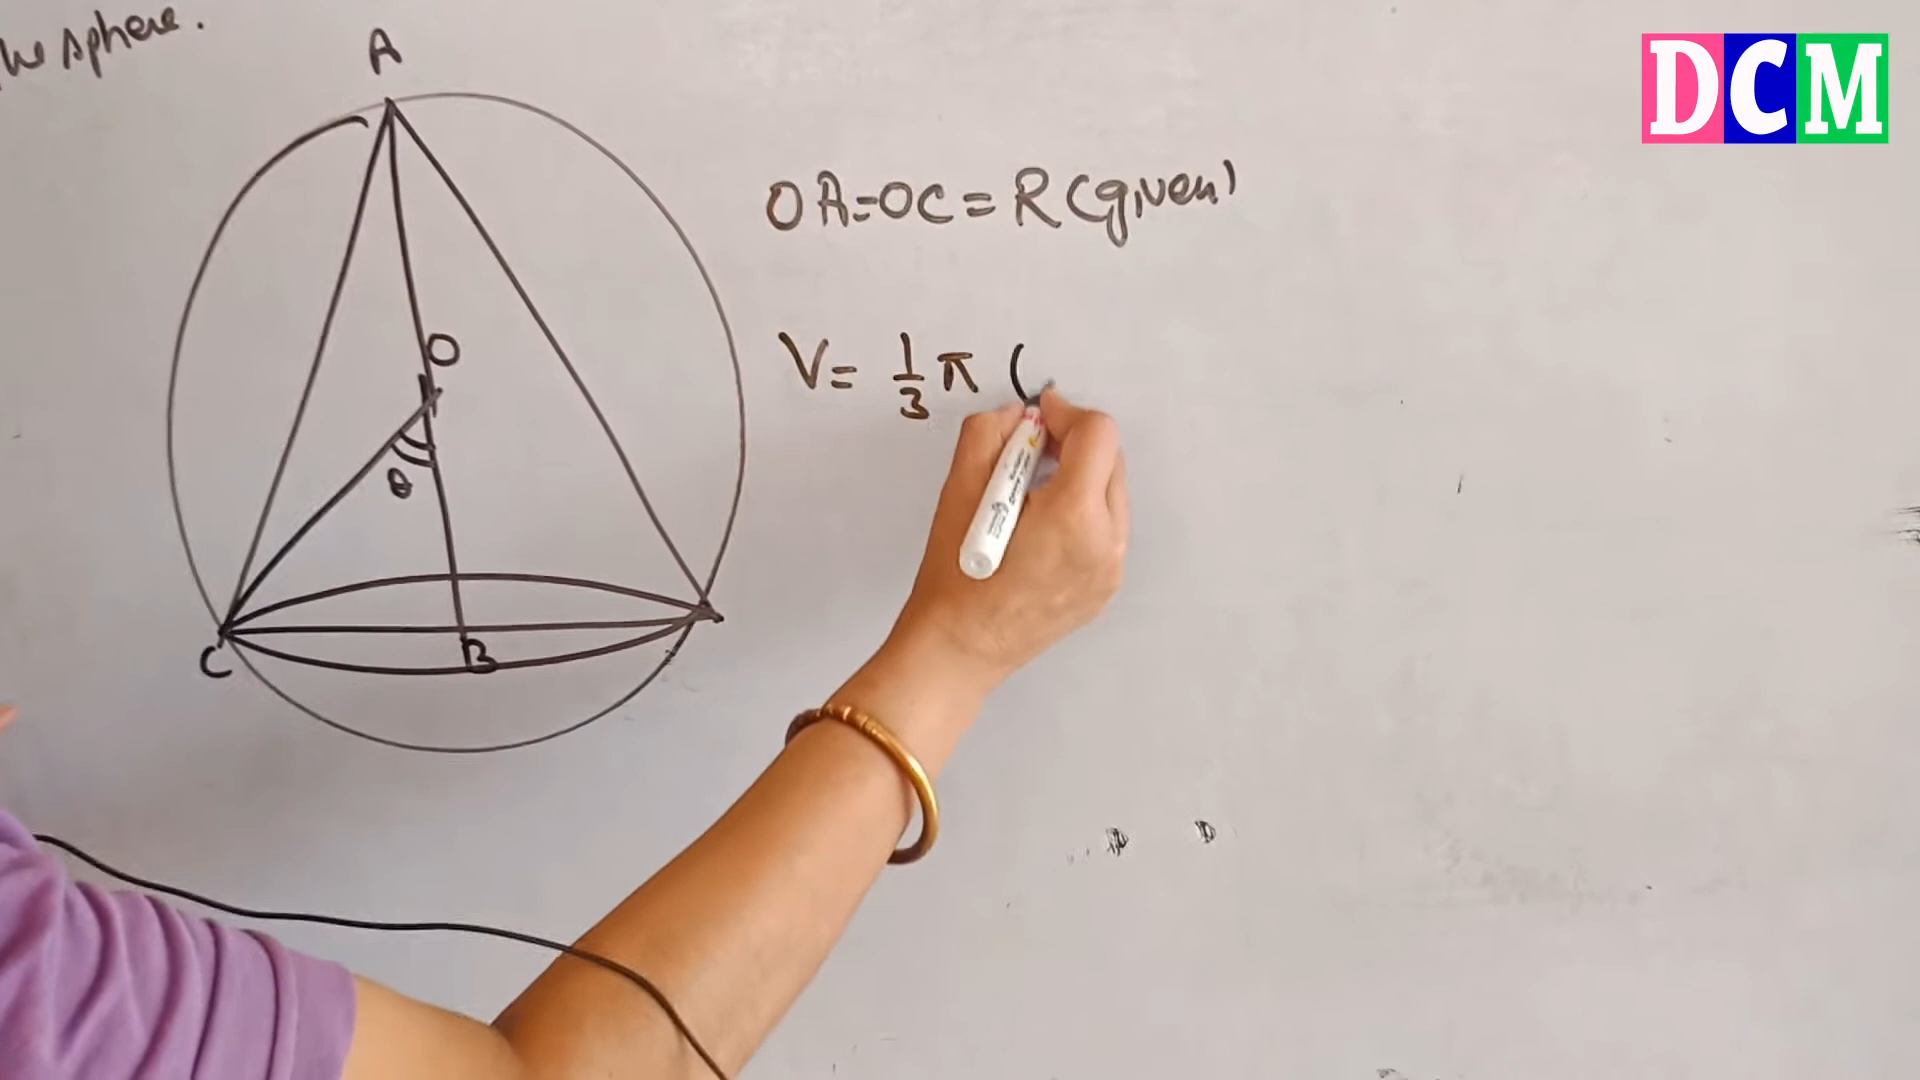 the sphere.
DCM
A
OA=OC=R(given)
O
V= 1/3 π (
θ
C
B